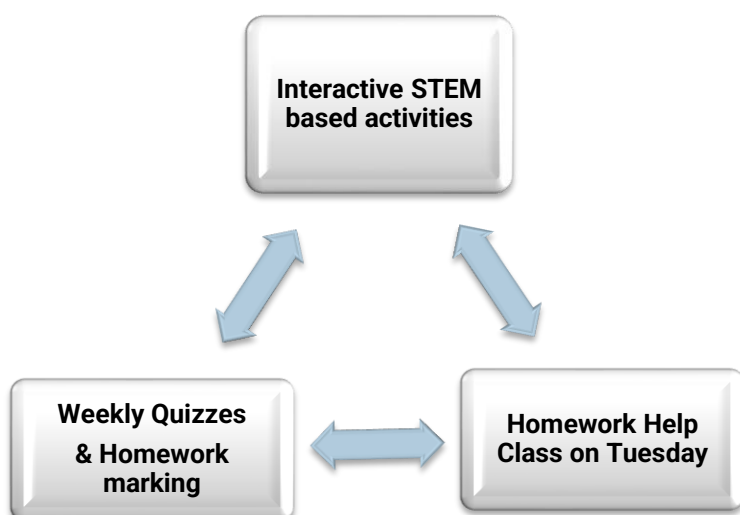 Interactive STEM
based activities
Weekly Quizzes
& Homework
marking
Homework Help
Class on Tuesday